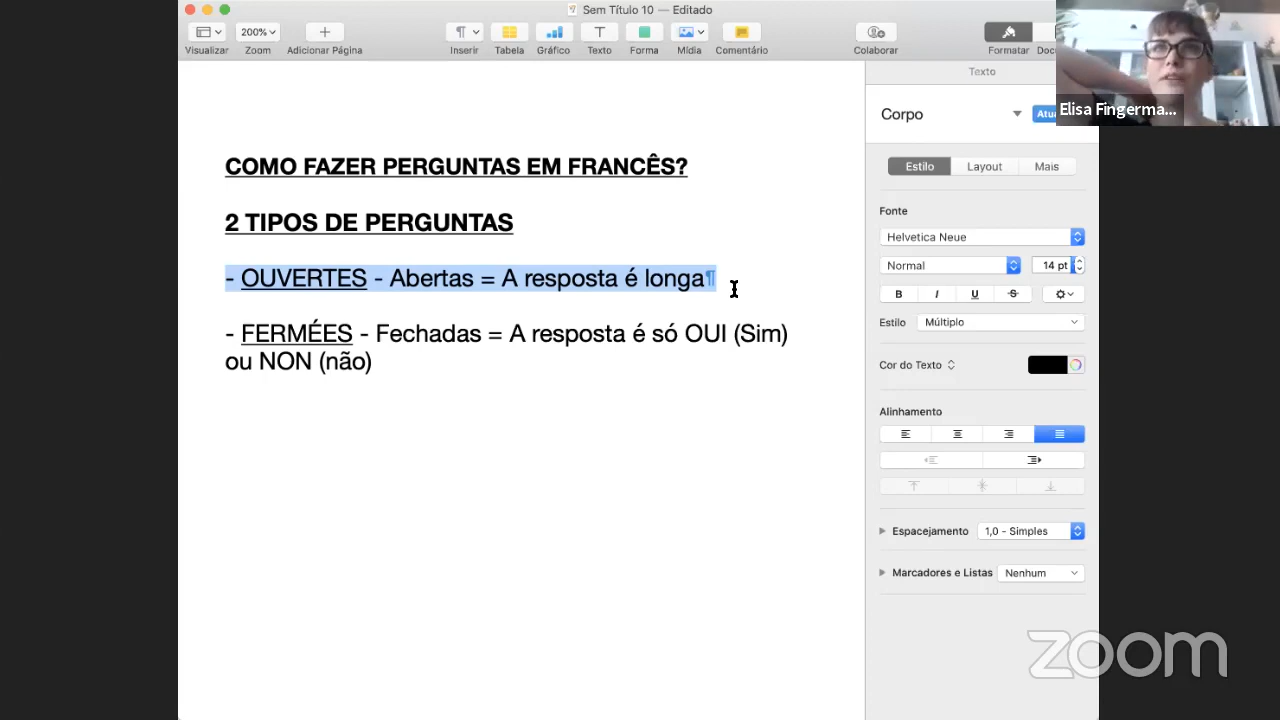 Sem Título 10 — Editado
Visualizar
200%
Zoom
Adicionar Página
Inserir
Tabela
Gráfico
T
Texto
Forma
Mídia
Comentário
Colaborar
Formatar
Elisa Fingerma...
Texto
Corpo
COMO FAZER PERGUNTAS EM FRANCÊS?
2 TIPOS DE PERGUNTAS
- OUVERTES - Abertas = A resposta é longa¶
- FERMÉES - Fechadas = A resposta é só OUI (Sim)
ou NON (não)
Estilo Layout Mais
Fonte
Helvetica Neue
Normal 14 pt
B I U S
Estilo Múltiplo
Cor do Texto
Alinhamento
Espacejamento 1,0 - Simples
Marcadores e Listas Nenhum
zoom